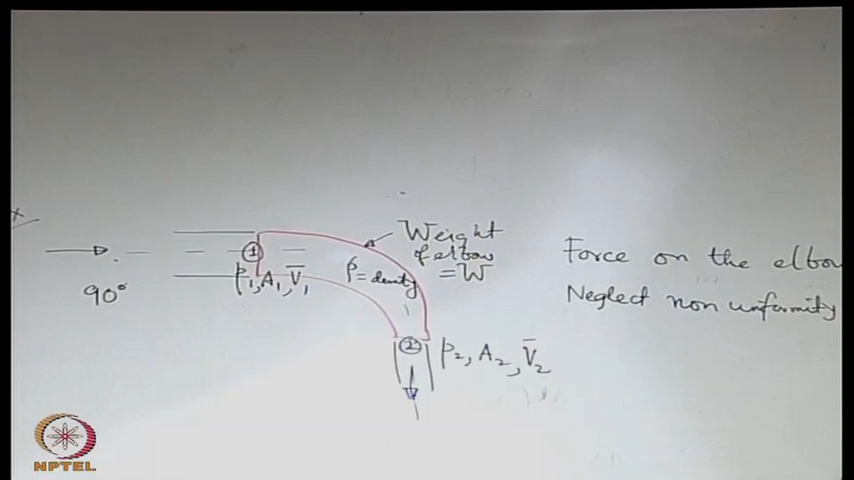 Weight
of elbow
= W
①
ρ = density
p₁, A₁, V̄₁
90°
②
p₂, A₂, V̄₂
Force on the elbow
Neglect non uniformity
NPTEL